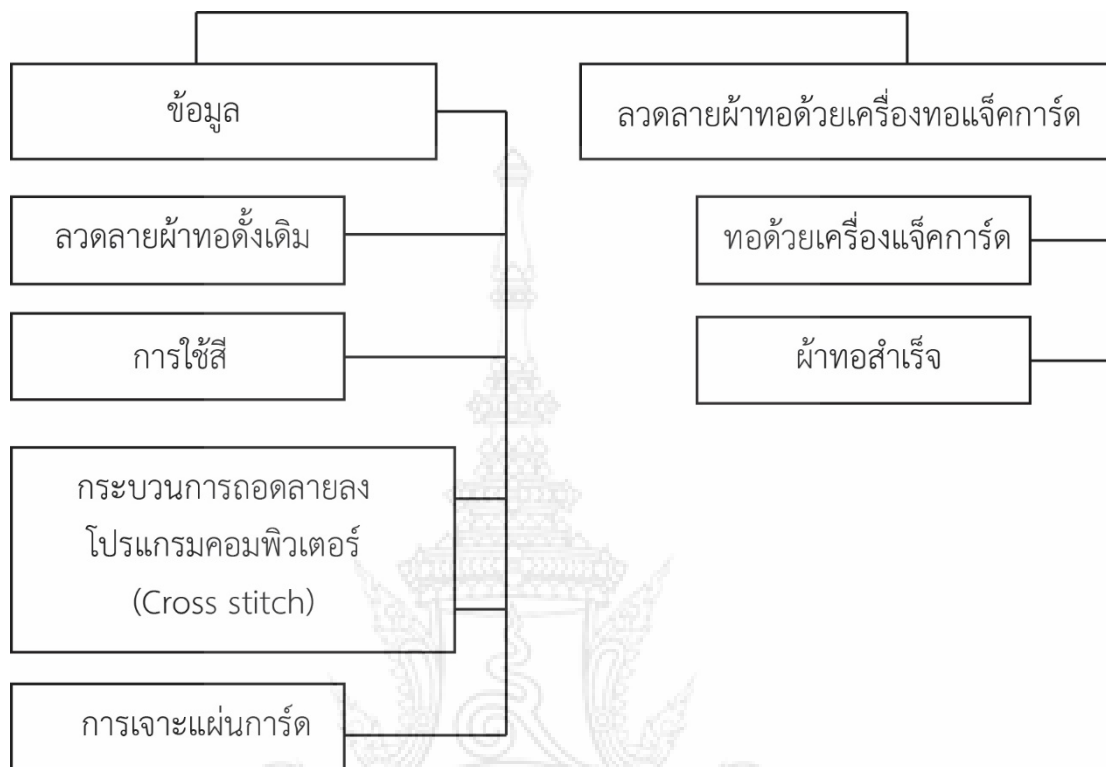 ข้อมูล
ลวดลายผ้าทอดั้งเดิม
การใช้สี
กระบวนการถอดลายลง
โปรแกรมคอมพิวเตอร์
(Cross stitch)
การเจาะแผ่นการ์ด
ลวดลายผ้าทอด้วยเครื่องทอแจ็คการ์ด
ทอด้วยเครื่องแจ็คการ์ด
ผ้าทอสำเร็จ